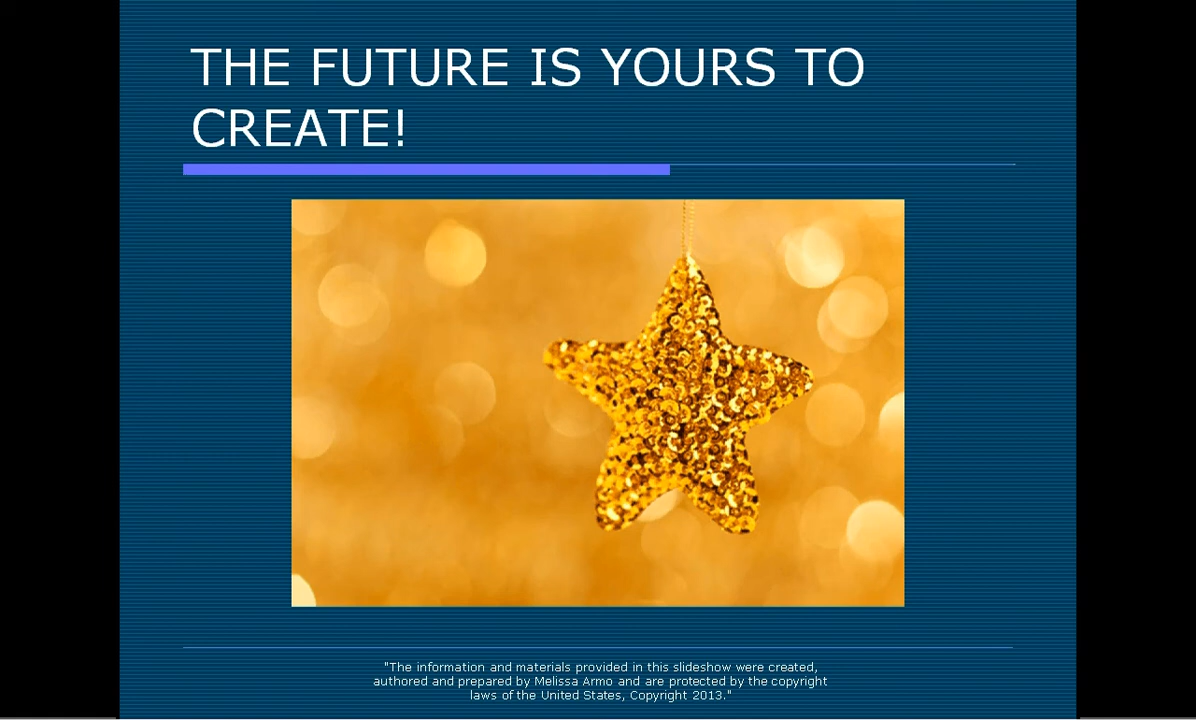 THE FUTURE IS YOURS TO
CREATE!
"The information and materials provided in this slideshow were created,
authored and prepared by Melissa Armo and are protected by the copyright
laws of the United States, Copyright 2013."